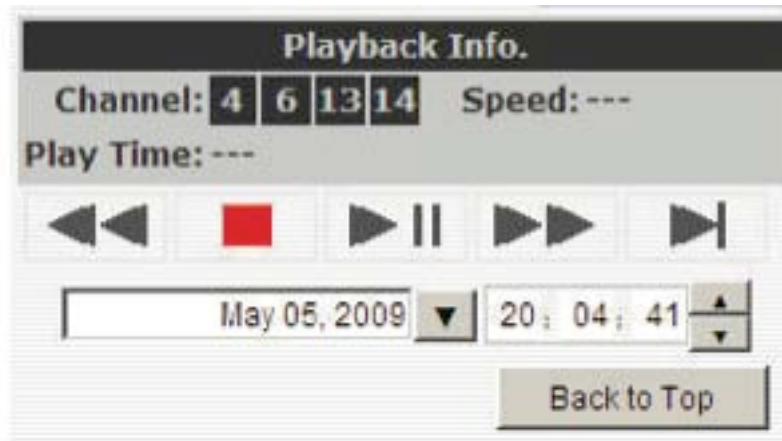 Playback Info.
Channel: 4 6 13 14 Speed: ---
Play Time: ---
May 05, 2009 20 : 04 : 41
Back to Top